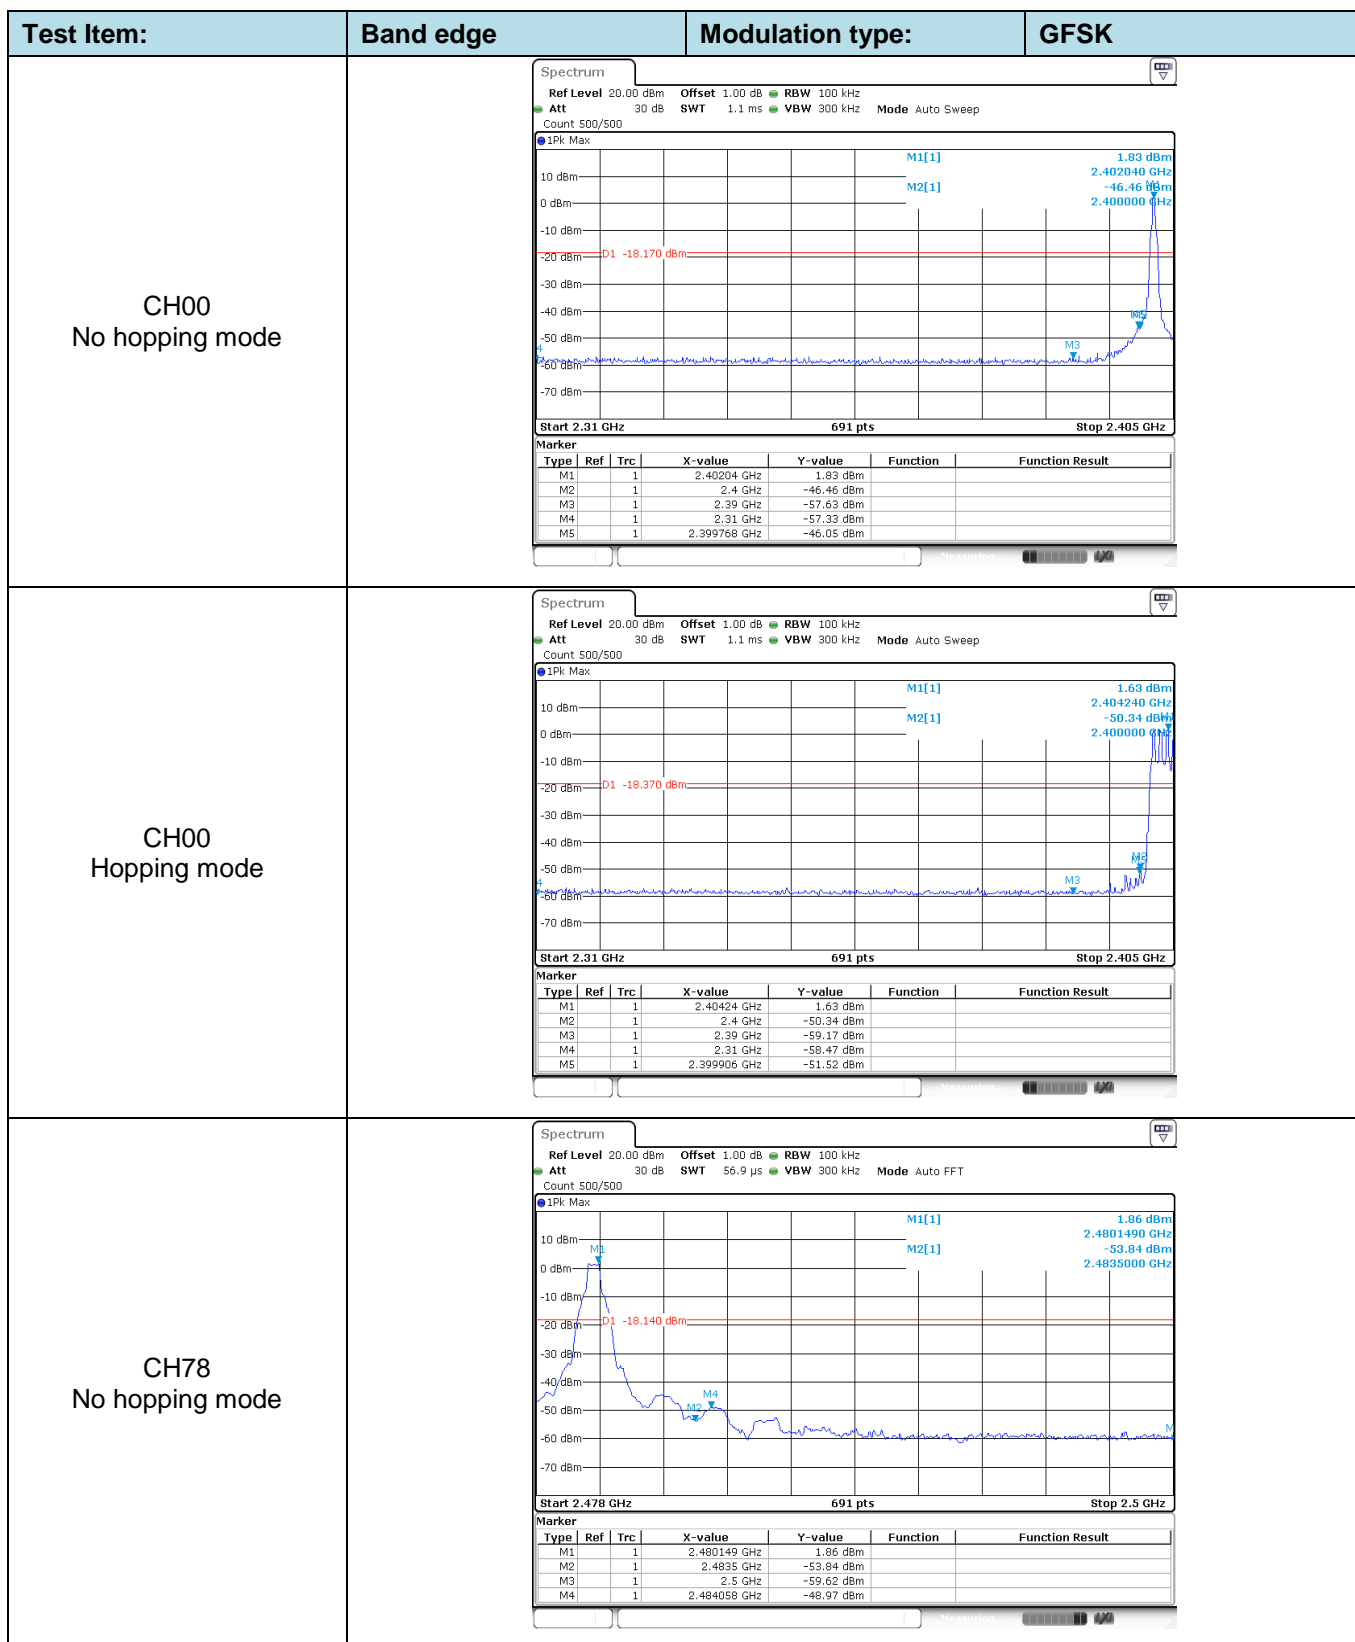 Test Item: Band edge Modulation type: GFSK
CH00
No hopping mode
Spectrum
Ref Level 20.00 dBm Offset 1.00 dB RBW 100 kHz
Att 30 dB SWT 1.1 ms VBW 300 kHz Mode Auto Sweep
Count 500/500
1Pk Max
M1[1] 1.83 dBm
2.402040 GHz
M2[1] -46.46 dBm
2.400000 GHz
M1
10 dBm
0 dBm
-10 dBm
D1 -18.170 dBm
-20 dBm
-30 dBm
-40 dBm
M5
-50 dBm
M3
4
-60 dBm
-70 dBm
Start 2.31 GHz 691 pts Stop 2.405 GHz
Marker
Type Ref Trc X-value Y-value Function Function Result
M1 1 2.40204 GHz 1.83 dBm
M2 1 2.4 GHz -46.46 dBm
M3 1 2.39 GHz -57.63 dBm
M4 1 2.31 GHz -57.33 dBm
M5 1 2.399768 GHz -46.05 dBm
Measuring...
CH00
Hopping mode
Spectrum
Ref Level 20.00 dBm Offset 1.00 dB RBW 100 kHz
Att 30 dB SWT 1.1 ms VBW 300 kHz Mode Auto Sweep
Count 500/500
1Pk Max
M1[1] 1.63 dBm
2.404240 GHz
M2[1] -50.34 dBm
2.400000 GHz
10 dBm
0 dBm
-10 dBm
D1 -18.370 dBm
-20 dBm
-30 dBm
-40 dBm
M2
-50 dBm
M3
4
-60 dBm
-70 dBm
Start 2.31 GHz 691 pts Stop 2.405 GHz
Marker
Type Ref Trc X-value Y-value Function Function Result
M1 1 2.40424 GHz 1.63 dBm
M2 1 2.4 GHz -50.34 dBm
M3 1 2.39 GHz -59.17 dBm
M4 1 2.31 GHz -58.47 dBm
M5 1 2.399906 GHz -51.52 dBm
Measuring...
CH78
No hopping mode
Spectrum
Ref Level 20.00 dBm Offset 1.00 dB RBW 100 kHz
Att 30 dB SWT 56.9 µs VBW 300 kHz Mode Auto FFT
Count 500/500
1Pk Max
M1[1] 1.86 dBm
2.4801490 GHz
M2[1] -53.84 dBm
2.4835000 GHz
10 dBm
M1
0 dBm
-10 dBm
D1 -18.140 dBm
-20 dBm
-30 dBm
-40 dBm
M4
M2
-50 dBm
M
-60 dBm
-70 dBm
Start 2.478 GHz 691 pts Stop 2.5 GHz
Marker
Type Ref Trc X-value Y-value Function Function Result
M1 1 2.480149 GHz 1.86 dBm
M2 1 2.4835 GHz -53.84 dBm
M3 1 2.5 GHz -59.62 dBm
M4 1 2.484058 GHz -48.97 dBm
Measuring...